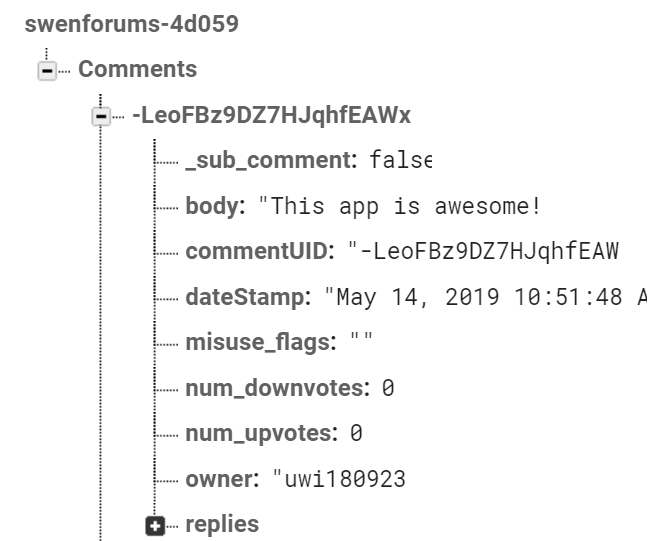 swenforums-4d059
Comments
-LeoFBz9DZ7HJqhfEAWx
_sub_comment: false
body: "This app is awesome!
commentUID: "-LeoFBz9DZ7HJqhfEAW
dateStamp: "May 14, 2019 10:51:48 A
misuse_flags: ""
num_downvotes: 0
num_upvotes: 0
owner: "uwi180923
replies